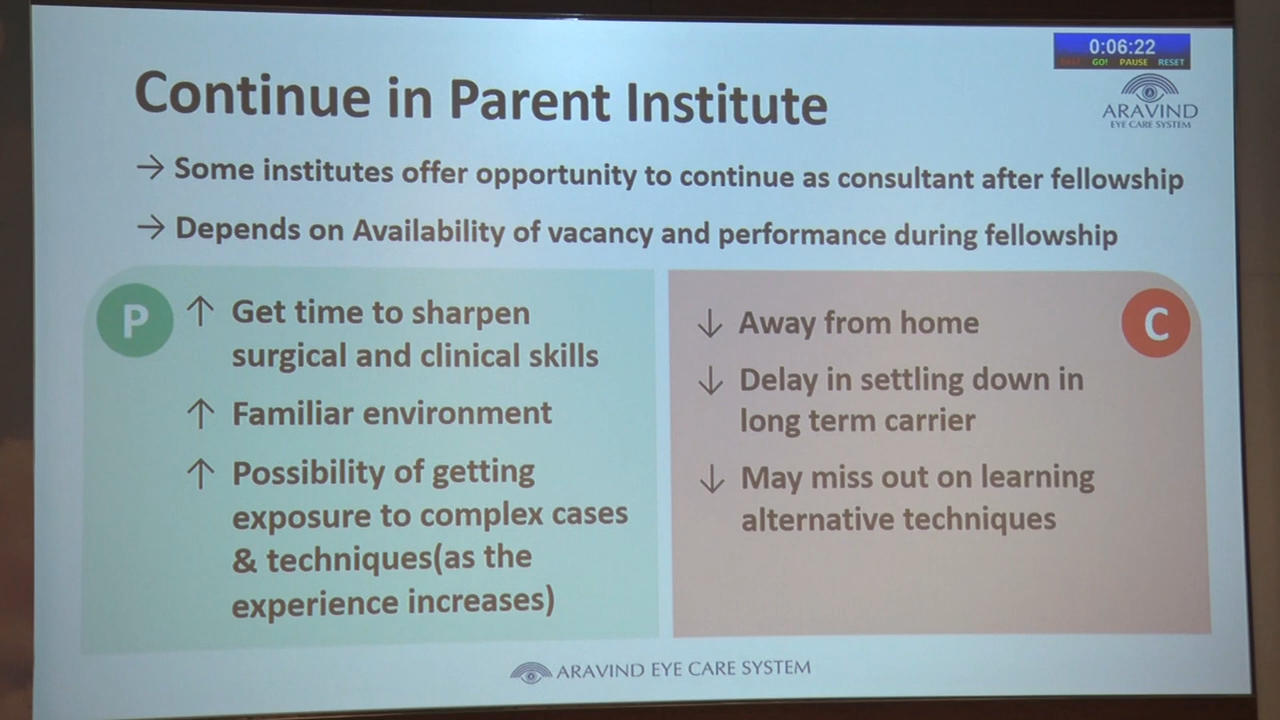 0:06:22
GO! PAUSE RESET
Continue in Parent Institute
ARAVIND
EYE CARE SYSTEM
→ Some institutes offer opportunity to continue as consultant after fellowship
→ Depends on Availability of vacancy and performance during fellowship
P
↑ Get time to sharpen
surgical and clinical skills
↑ Familiar environment
↑ Possibility of getting
exposure to complex cases
& techniques(as the
experience increases)
C
↓ Away from home
↓ Delay in settling down in
long term carrier
↓ May miss out on learning
alternative techniques
ARAVIND EYE CARE SYSTEM